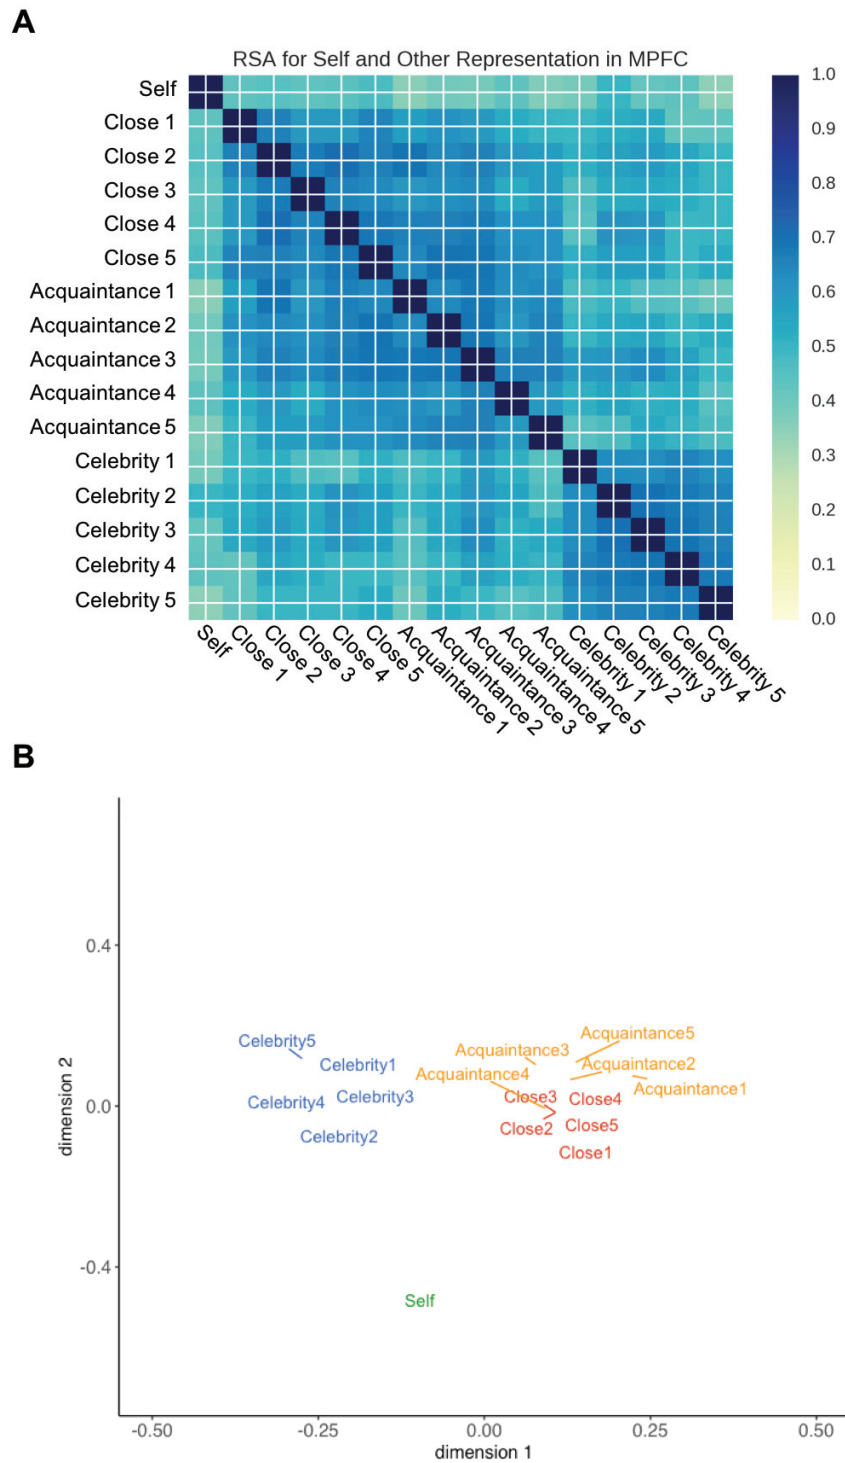 A
RSA for Self and Other Representation in MPFC
Self
Close 1
Close 2
Close 3
Close 4
Close 5
Acquaintance 1
Acquaintance 2
Acquaintance 3
Acquaintance 4
Acquaintance 5
Celebrity 1
Celebrity 2
Celebrity 3
Celebrity 4
Celebrity 5
1.0
0.9
0.8
0.7
0.6
0.5
0.4
0.3
0.2
0.1
0.0
Self
Close 1
Close 2
Close 3
Close 4
Close 5
Acquaintance 1
Acquaintance 2
Acquaintance 3
Acquaintance 4
Acquaintance 5
Celebrity 1
Celebrity 2
Celebrity 3
Celebrity 4
Celebrity 5
B
dimension 2
0.4
0.0
-0.4
Celebrity5
Celebrity1
Celebrity4
Celebrity3
Celebrity2
Acquaintance5
Acquaintance3
Acquaintance2
Acquaintance4
Acquaintance1
Close3
Close4
Close2
Close5
Close1
Self
-0.50
-0.25
0.00
0.25
0.50
dimension 1